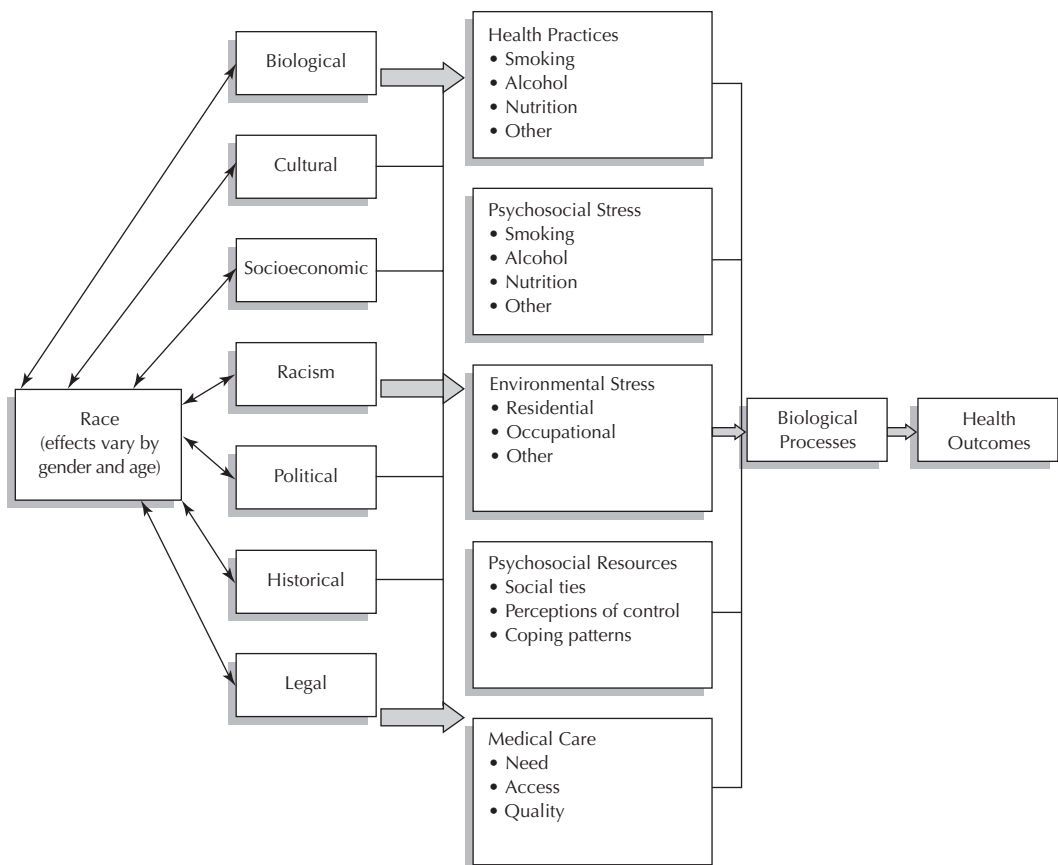 Race
(effects vary by
gender and age)
Biological
Cultural
Socioeconomic
Racism
Political
Historical
Legal
Health Practices
• Smoking
• Alcohol
• Nutrition
• Other
Psychosocial Stress
• Smoking
• Alcohol
• Nutrition
• Other
Environmental Stress
• Residential
• Occupational
• Other
Psychosocial Resources
• Social ties
• Perceptions of control
• Coping patterns
Medical Care
• Need
• Access
• Quality
Biological
Processes
Health
Outcomes